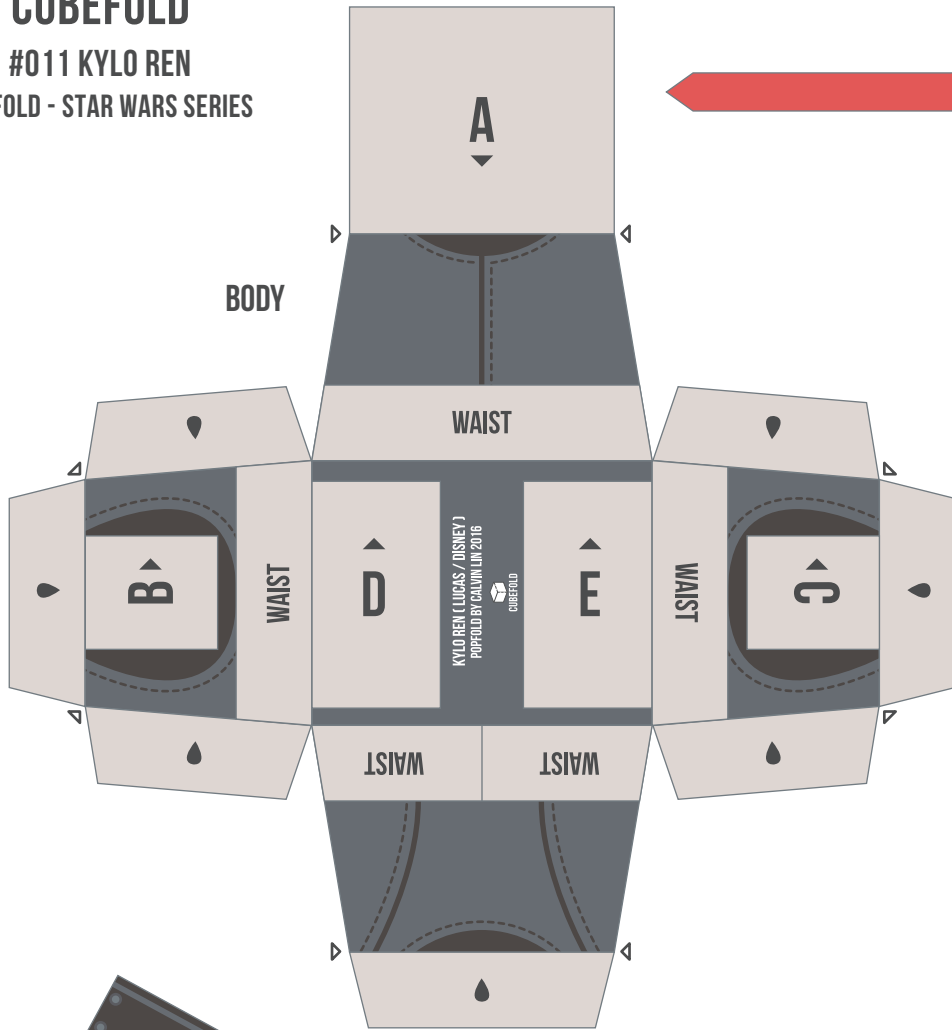 CUBEFOLD
#011 KYLO REN
FOLD - STAR WARS SERIES
A
BODY
WAIST
B
WAIST
D
KYLO REN ( LUCAS / DISNEY )
POPFOLD BY CALVIN LIN 2016
CUBEFOLD
E
WAIST
C
WAIST
WAIST